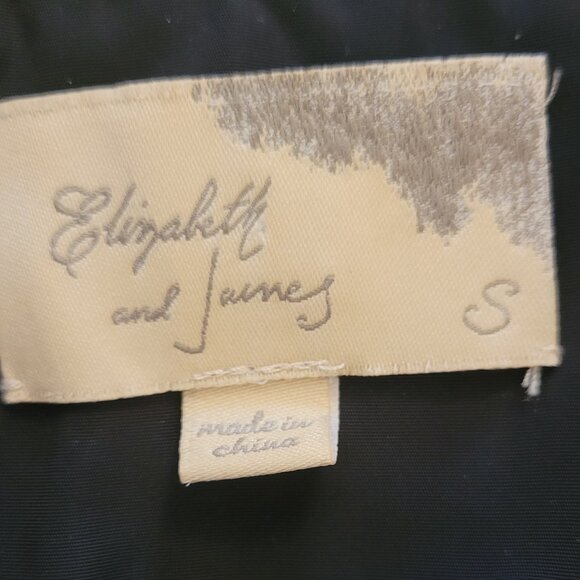 Elizabeth
and James
S
made in
china